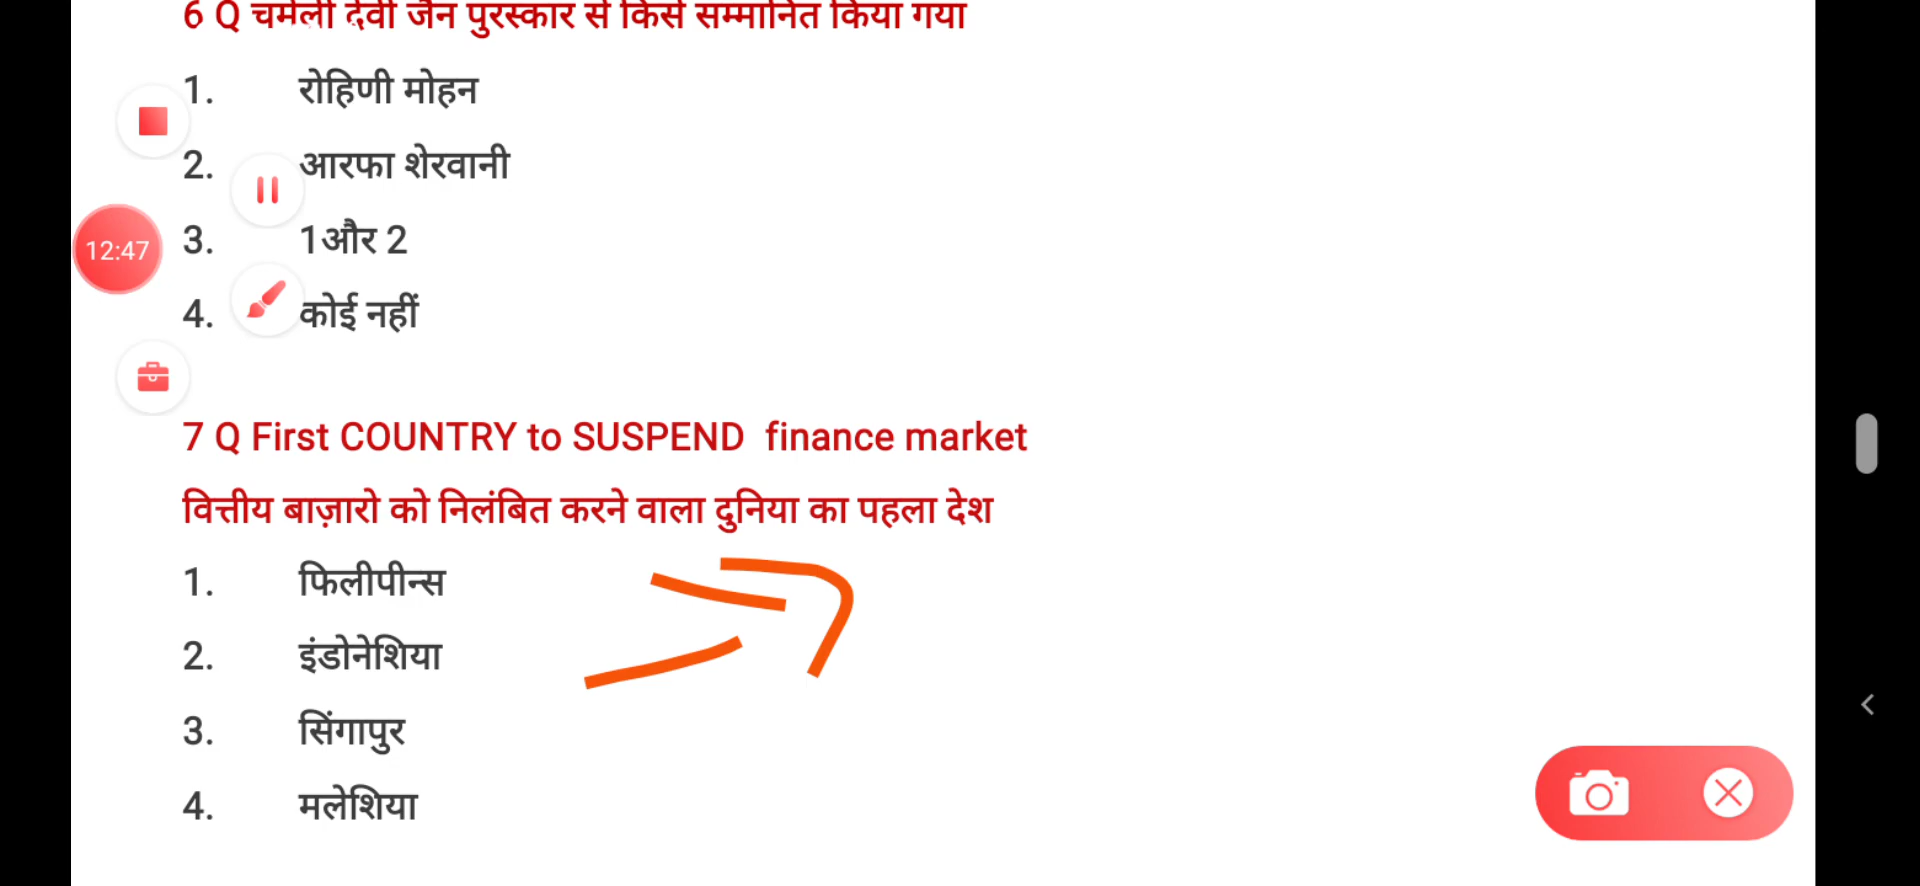 6 Q चमेली देवी जैन पुरस्कार से किसे सम्मानित किया गया
1. रोहिणी मोहन
2. आरफा शेरवानी
12:47
3. 1और 2
4. कोई नहीं
7 Q First COUNTRY to SUSPEND finance market
वित्तीय बाज़ारो को निलंबित करने वाला दुनिया का पहला देश
1. फिलीपीन्स
2. इंडोनेशिया
3. सिंगापुर
4. मलेशिया